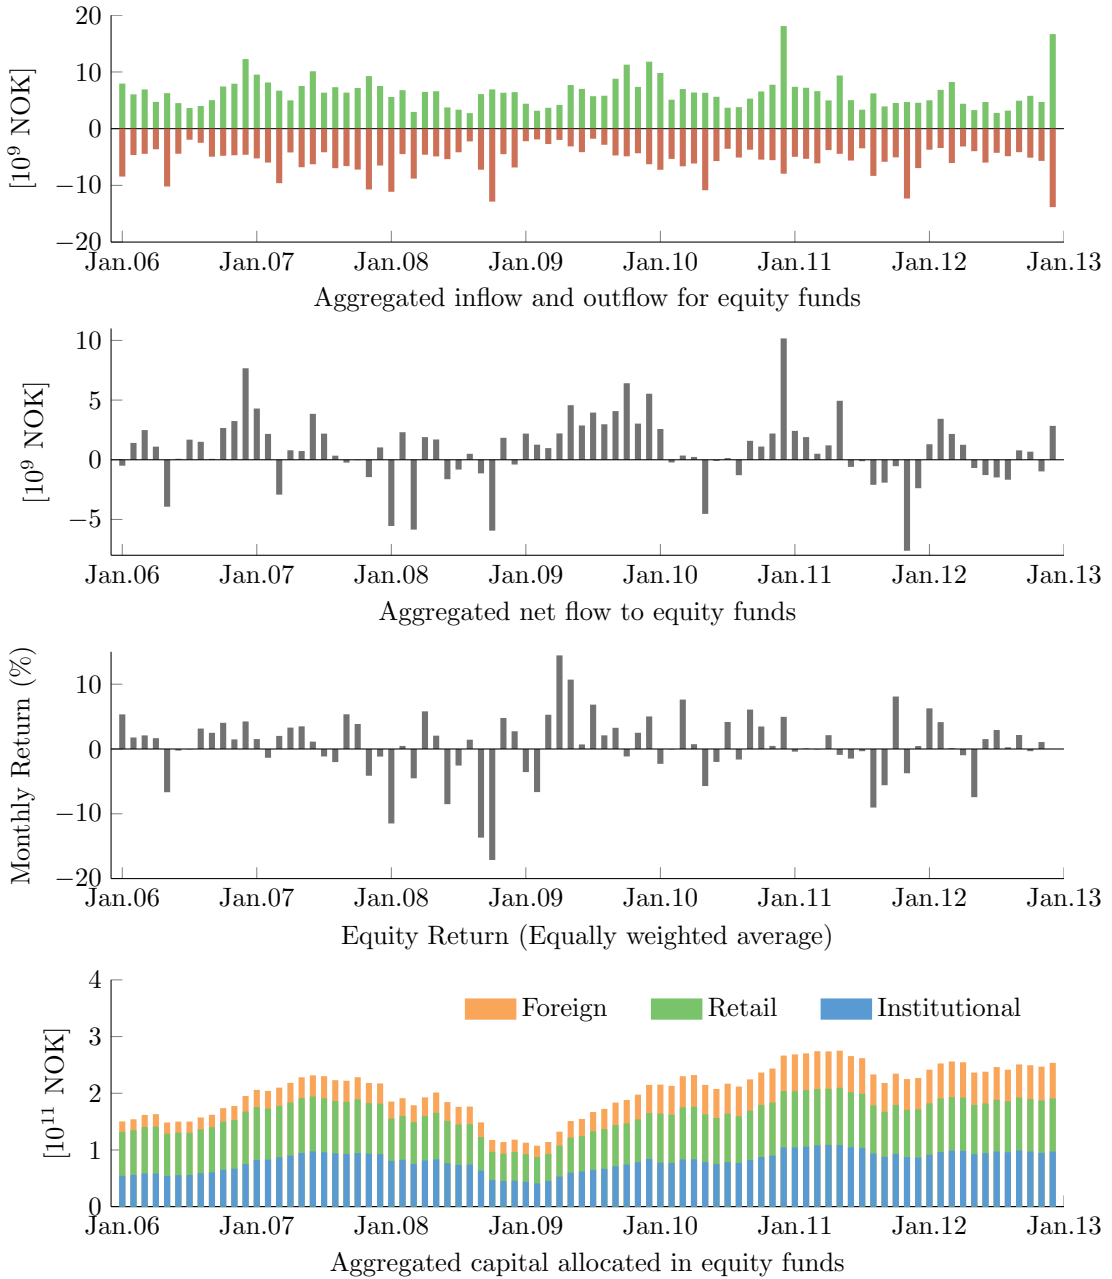 20
10
0
−10
−20
[10⁹ NOK]
Jan.06 Jan.07 Jan.08 Jan.09 Jan.10 Jan.11 Jan.12 Jan.13
Aggregated inflow and outflow for equity funds
10
5
0
−5
[10⁹ NOK]
Jan.06 Jan.07 Jan.08 Jan.09 Jan.10 Jan.11 Jan.12 Jan.13
Aggregated net flow to equity funds
10
0
−10
−20
Monthly Return (%)
Jan.06 Jan.07 Jan.08 Jan.09 Jan.10 Jan.11 Jan.12 Jan.13
Equity Return (Equally weighted average)
4
3
2
1
0
[10¹¹ NOK]
Foreign Retail Institutional
Jan.06 Jan.07 Jan.08 Jan.09 Jan.10 Jan.11 Jan.12 Jan.13
Aggregated capital allocated in equity funds